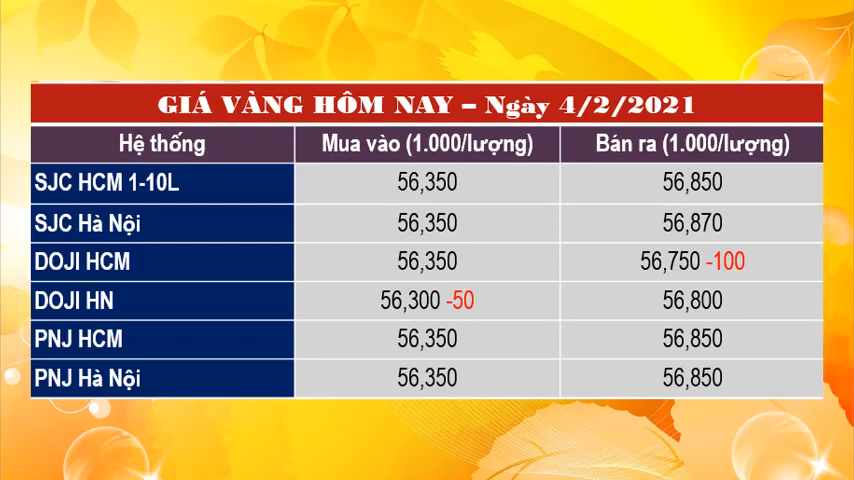 GIÁ VÀNG HÔM NAY – Ngày 4/2/2021
Hệ thống Mua vào (1.000/lượng) Bán ra (1.000/lượng)
SJC HCM 1-10L 56,350 56,850
SJC Hà Nội 56,350 56,870
DOJI HCM 56,350 56,750 -100
DOJI HN 56,300 -50 56,800
PNJ HCM 56,350 56,850
PNJ Hà Nội 56,350 56,850